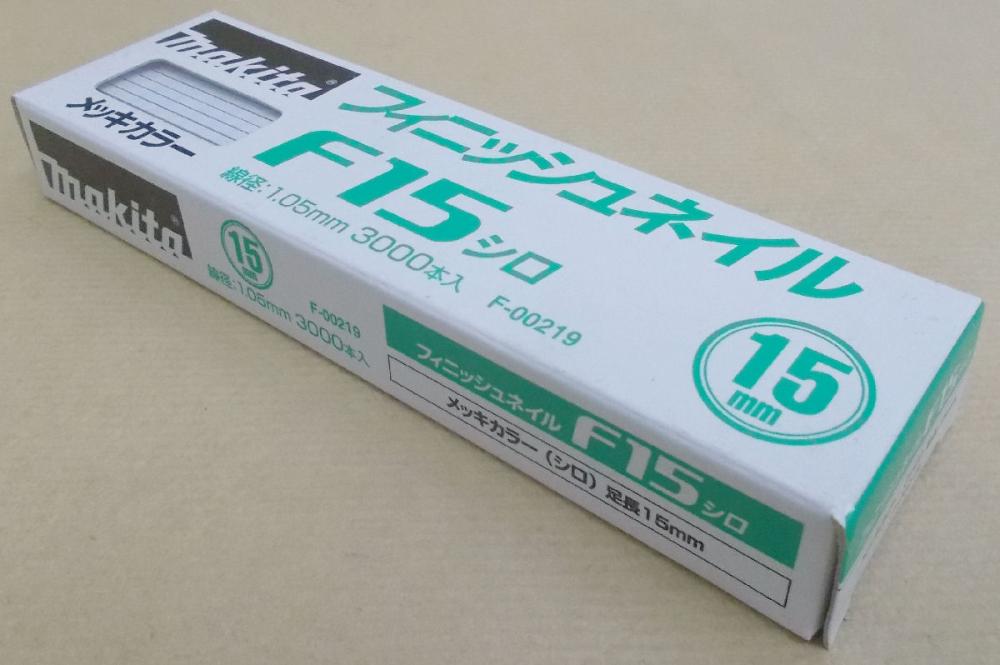 makita
メッキカラー
フィニッシュネイル
F15 シロ
線径:1.05mm 3000本入 F-00219
15
mm
makita
15
mm
F-00219
線径:1.05mm 3000本入
フィニッシュネイル F15 シロ
メッキカラー(シロ) 足長15mm